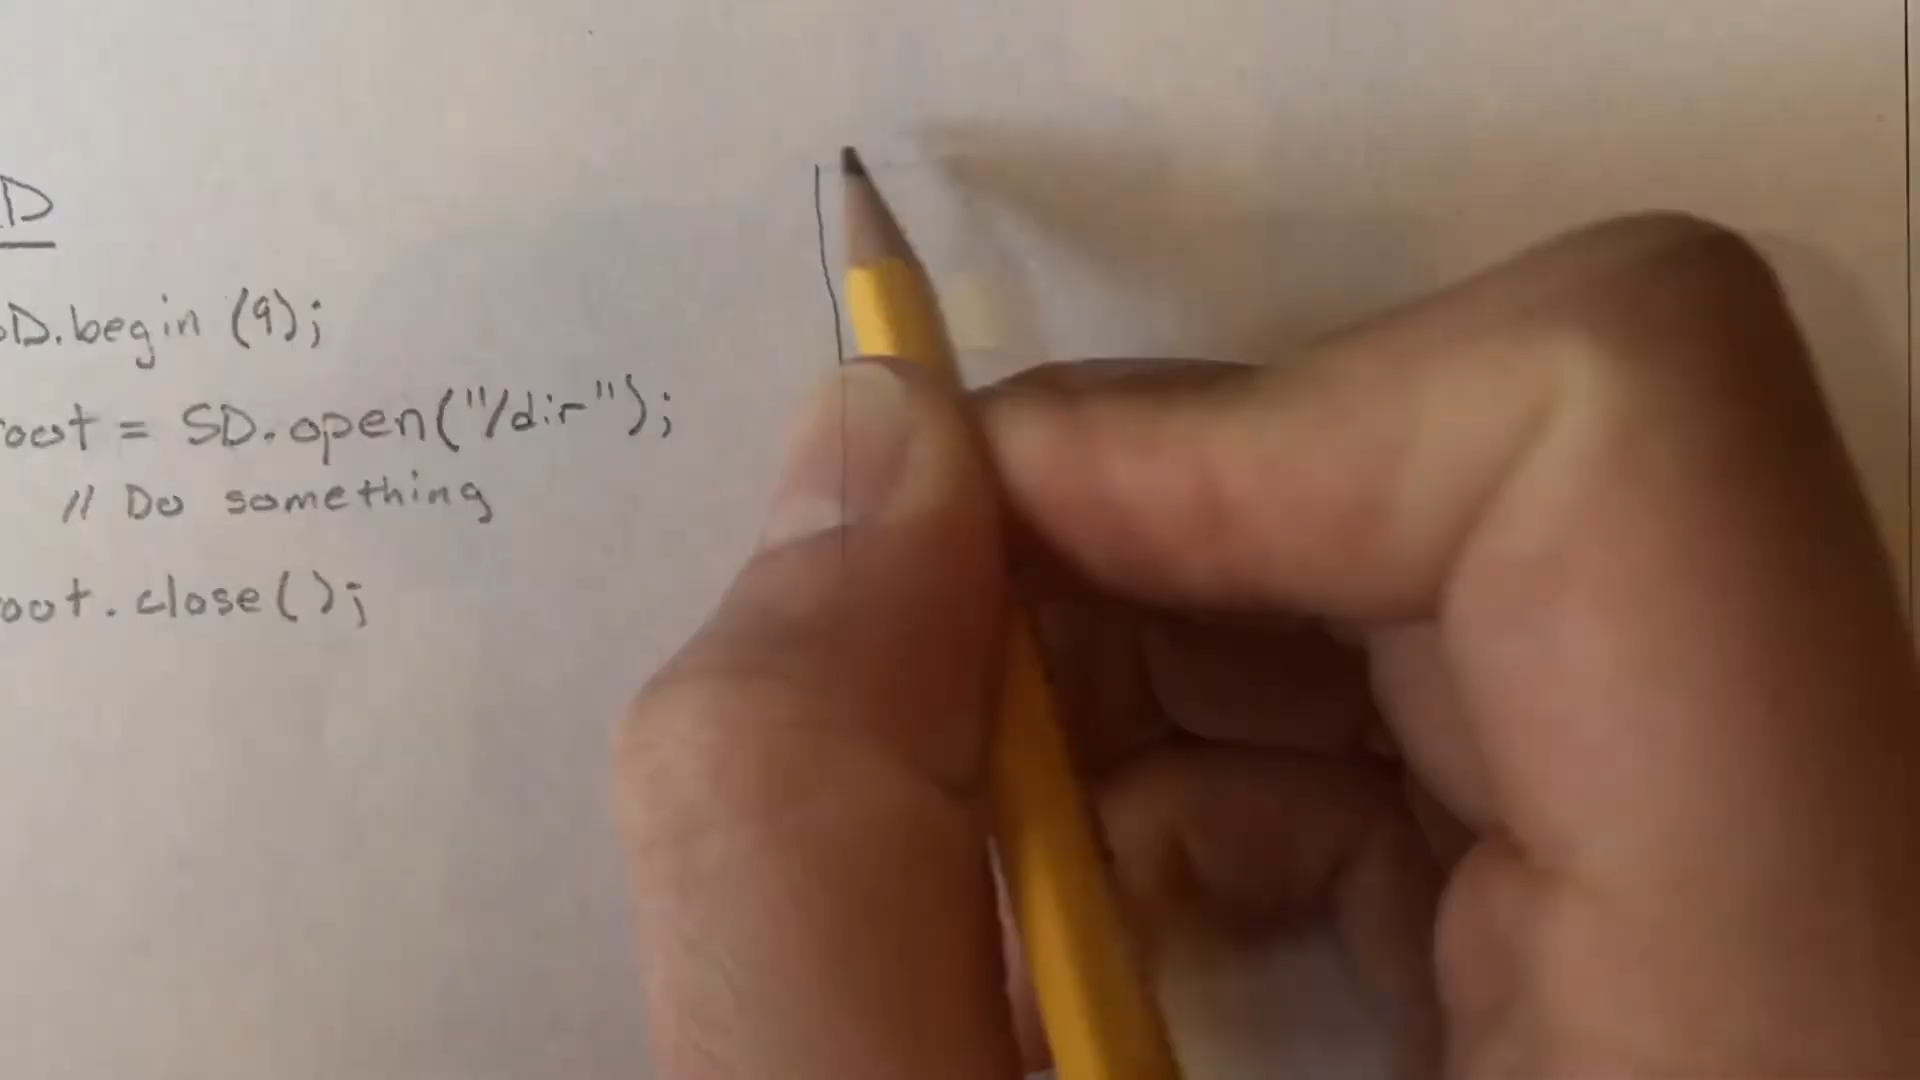 D
D.begin (9);
oot = SD.open("/dir");
// Do something
oot.close();